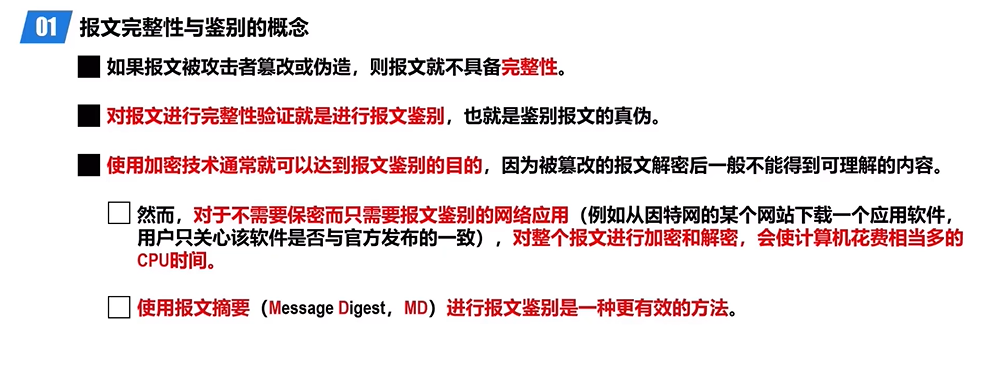 01 报文完整性与鉴别的概念
如果报文被攻击者篡改或伪造，则报文就不具备完整性。
对报文进行完整性验证就是进行报文鉴别，也就是鉴别报文的真伪。
使用加密技术通常就可以达到报文鉴别的目的，因为被篡改的报文解密后一般不能得到可理解的内容。
然而，对于不需要保密而只需要报文鉴别的网络应用（例如从因特网的某个网站下载一个应用软件，
用户只关心该软件是否与官方发布的一致），对整个报文进行加密和解密，会使计算机花费相当多的
CPU时间。
使用报文摘要（Message Digest，MD）进行报文鉴别是一种更有效的方法。